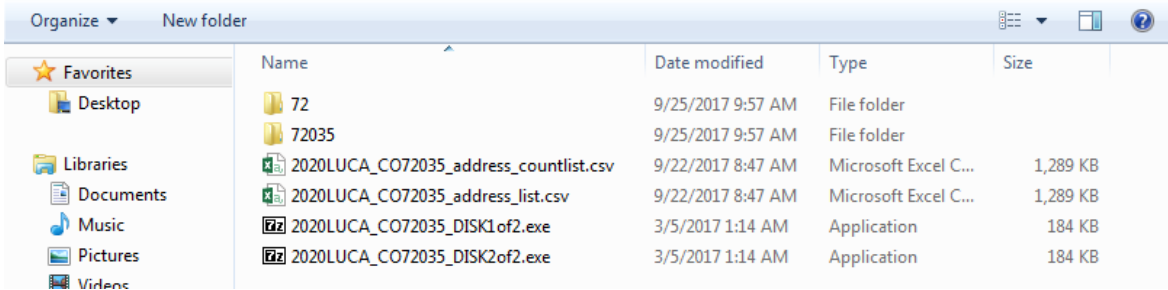 Organize New folder
Favorites
Desktop
Libraries
Documents
Music
Pictures
Videos
Name Date modified Type Size
72 9/25/2017 9:57 AM File folder
72035 9/25/2017 9:57 AM File folder
2020LUCA_CO72035_address_countlist.csv 9/22/2017 8:47 AM Microsoft Excel C... 1,289 KB
2020LUCA_CO72035_address_list.csv 9/22/2017 8:47 AM Microsoft Excel C... 1,289 KB
2020LUCA_CO72035_DISK1of2.exe 3/5/2017 1:14 AM Application 184 KB
2020LUCA_CO72035_DISK2of2.exe 3/5/2017 1:14 AM Application 184 KB